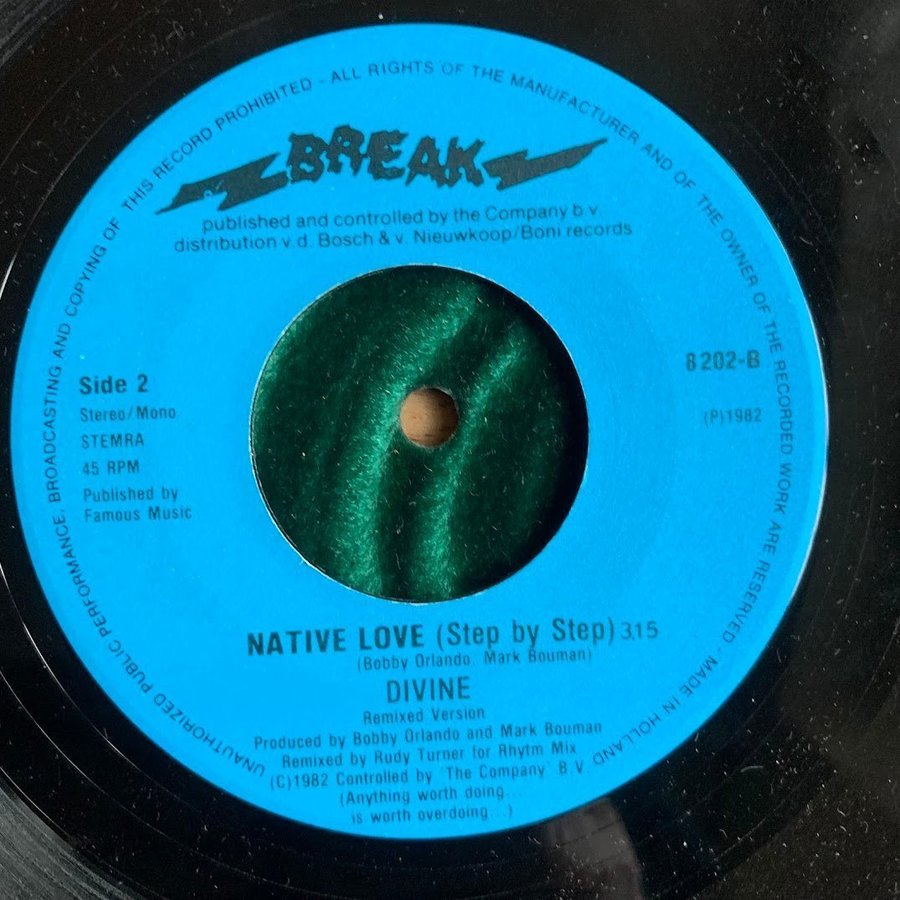 UNAUTHORIZED PUBLIC PERFORMANCE, BROADCASTING AND COPYING OF THIS RECORD PROHIBITED - ALL RIGHTS OF THE MANUFACTURER AND OF THE OWNER OF THE RECORDED WORK ARE RESERVED - MADE IN HOLLAND
BREAK
published and controlled by the Company b.v.
distribution v.d. Bosch & v. Nieuwkoop/Boni records
Side 2
Stereo/Mono
STEMRA
45 RPM
Published by
Famous Music
8202-B
(P)1982
NATIVE LOVE (Step by Step) 3.15
(Bobby Orlando, Mark Bouman)
DIVINE
Remixed Version
Produced by Bobby Orlando and Mark Bouman
Remixed by Rudy Turner for Rhytm Mix
(C)1982 Controlled by 'The Company' B.V
(Anything worth doing...
is worth overdoing...)